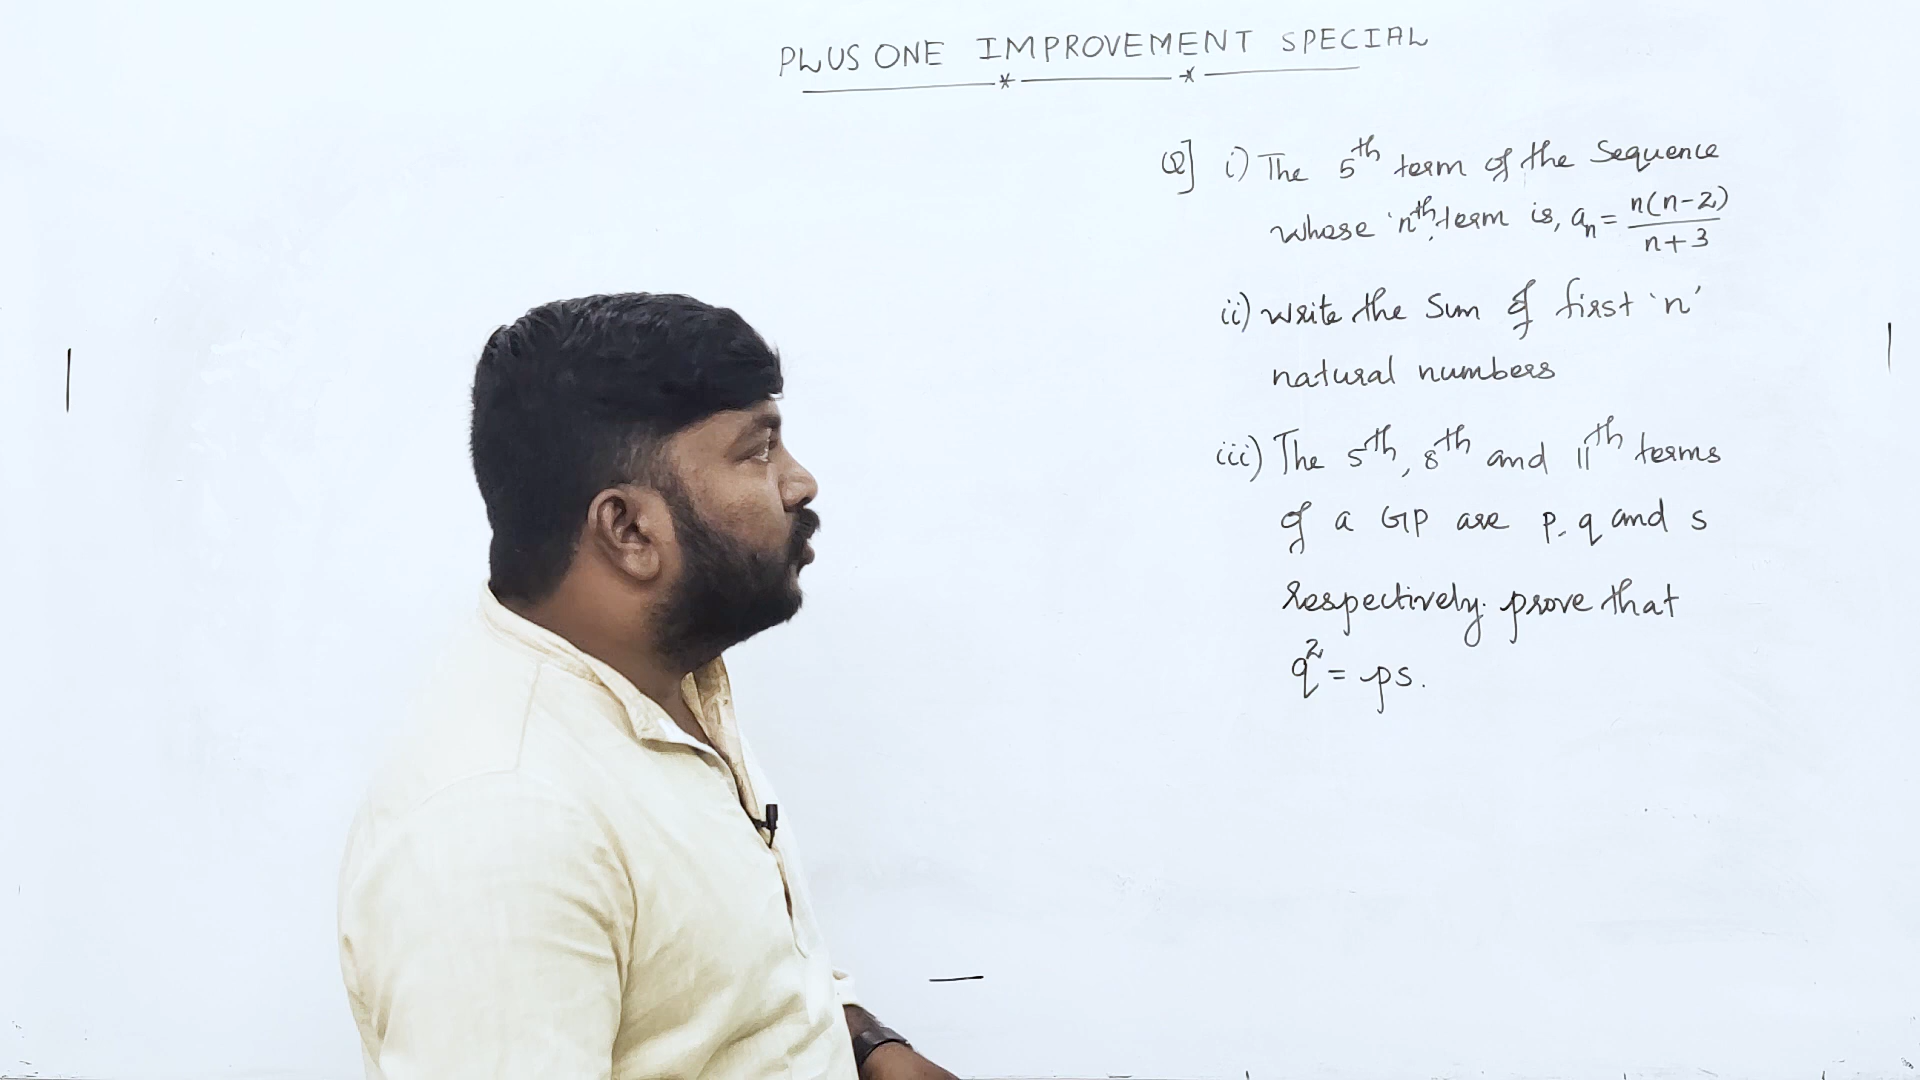 PLUS ONE IMPROVEMENT SPECIAL
Q] i) The 5th term of the Sequence
whose 'nth' term is, an = n(n-2)/n+3
ii) Write the Sum of first 'n'
natural numbers
iii) The 5th, 8th and 11th terms
of a GP are p, q and s
respectively. prove that
q² = ps.